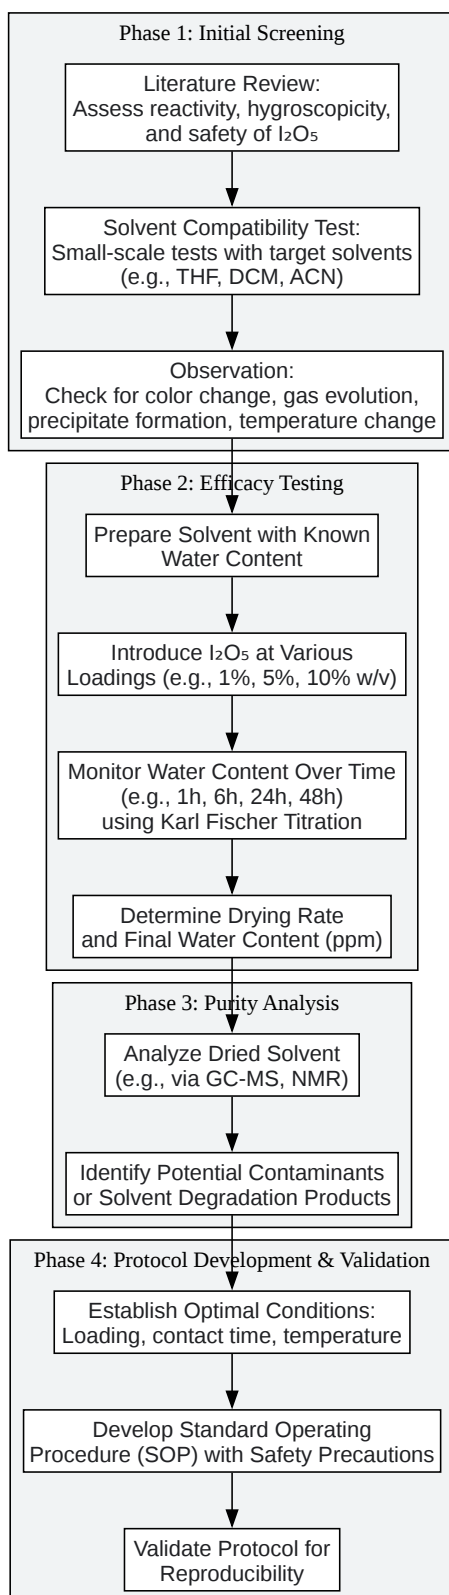 Phase 1: Initial Screening
Literature Review:
Assess reactivity, hygroscopicity,
and safety of I₂O₅
Solvent Compatibility Test:
Small-scale tests with target solvents
(e.g., THF, DCM, ACN)
Observation:
Check for color change, gas evolution,
precipitate formation, temperature change
Phase 2: Efficacy Testing
Prepare Solvent with Known
Water Content
Introduce I₂O₅ at Various
Loadings (e.g., 1%, 5%, 10% w/v)
Monitor Water Content Over Time
(e.g., 1h, 6h, 24h, 48h)
using Karl Fischer Titration
Determine Drying Rate
and Final Water Content (ppm)
Phase 3: Purity Analysis
Analyze Dried Solvent
(e.g., via GC-MS, NMR)
Identify Potential Contaminants
or Solvent Degradation Products
Phase 4: Protocol Development & Validation
Establish Optimal Conditions:
Loading, contact time, temperature
Develop Standard Operating
Procedure (SOP) with Safety Precautions
Validate Protocol for
Reproducibility